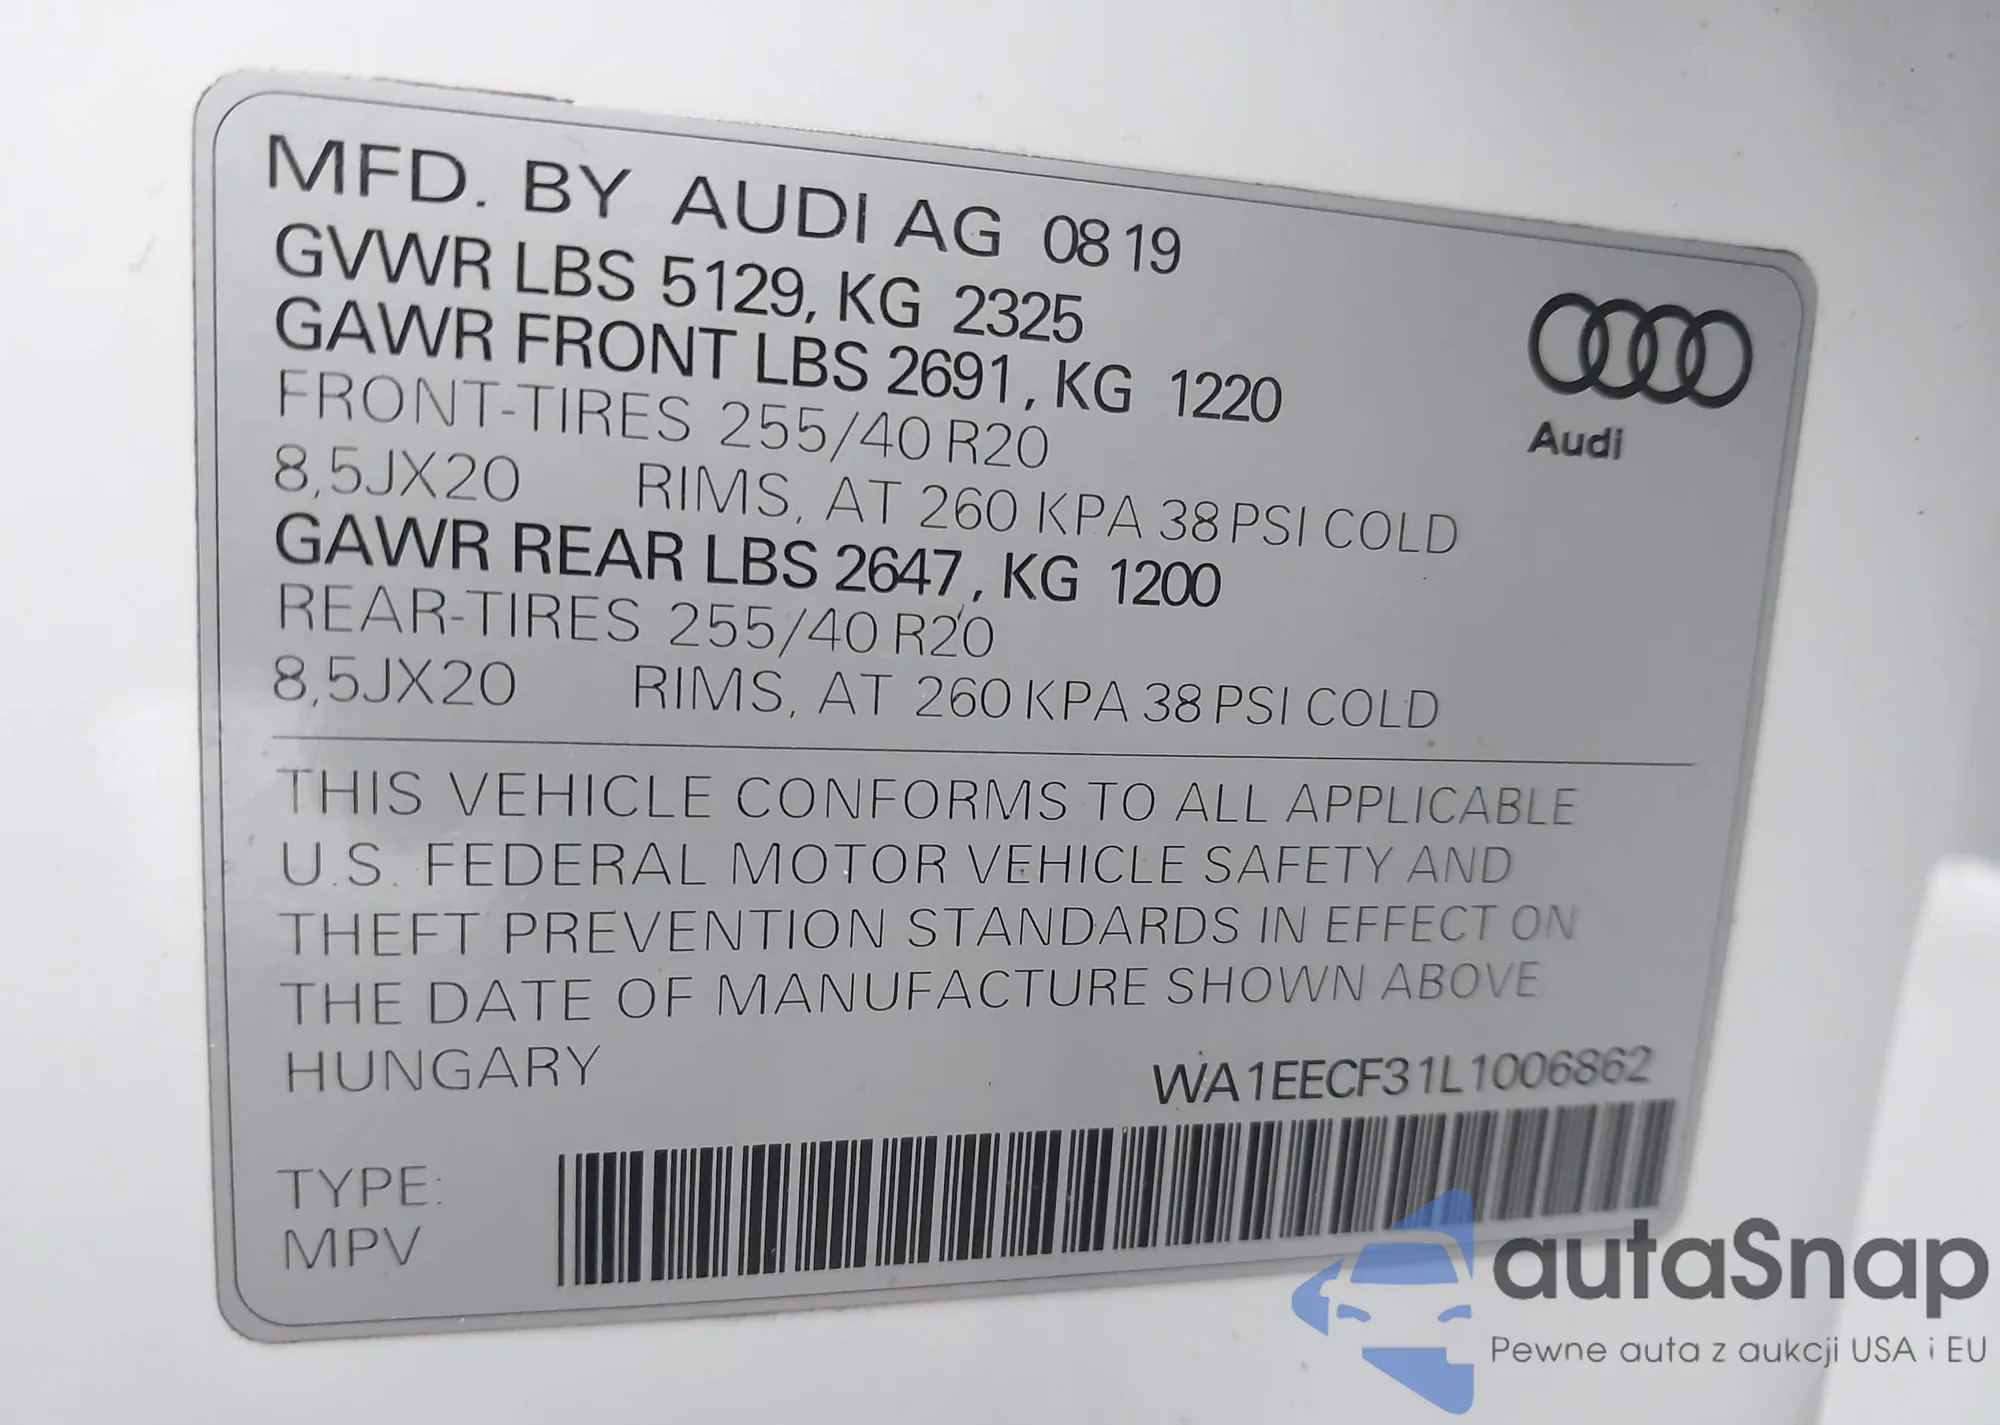 MFD. BY AUDI AG 0819
GVWR LBS 5129, KG 2325
GAWR FRONT LBS 2691, KG 1220
FRONT-TIRES 255/40 R20
8,5JX20 RIMS, AT 260 KPA 38 PSI COLD
GAWR REAR LBS 2647, KG 1200
REAR-TIRES 255/40 R20
8,5JX20 RIMS, AT 260 KPA 38 PSI COLD
Audi
THIS VEHICLE CONFORMS TO ALL APPLICABLE
U.S. FEDERAL MOTOR VEHICLE SAFETY AND
THEFT PREVENTION STANDARDS IN EFFECT ON
THE DATE OF MANUFACTURE SHOWN ABOVE
HUNGARY WA1EECF31L1006862
TYPE:
MPV
autaSnap
Pewne auta z aukcji USA i EU